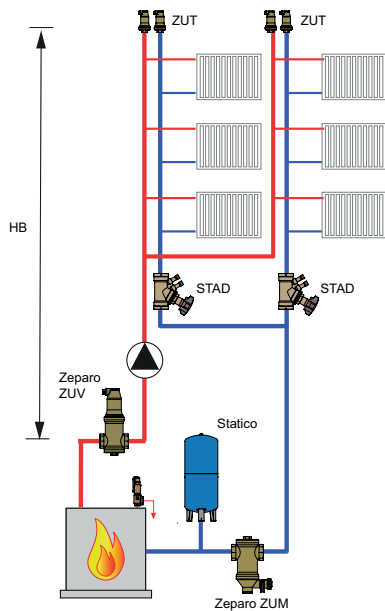 ZUT
ZUT
HB
STAD
STAD
Zeparo
ZUV
Statico
Zeparo ZUM